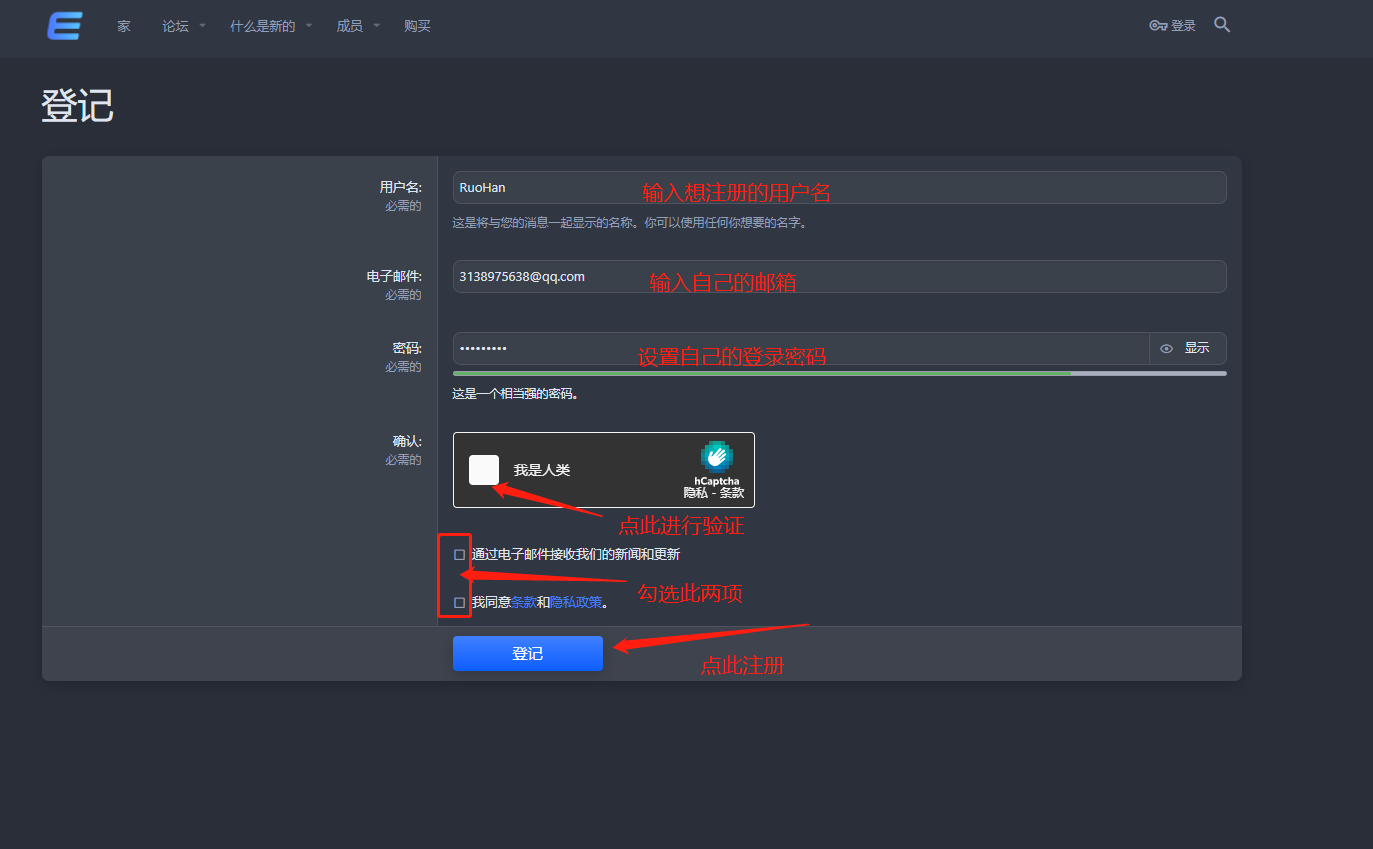 家 论坛 什么是新的 成员 购买 登录
登记
用户名:
必需的
RuoHan
输入想注册的用户名
这是将与您的消息一起显示的名称。你可以使用任何你想要的名字。
电子邮件:
必需的
3138975638@qq.com
输入自己的邮箱
密码:
必需的
•••••••••
设置自己的登录密码
显示
这是一个相当强的密码。
确认:
必需的
我是人类
hCaptcha
隐私 - 条款
点此进行验证
通过电子邮件接收我们的新闻和更新
勾选此两项
我同意条款和隐私政策。
登记
点此注册